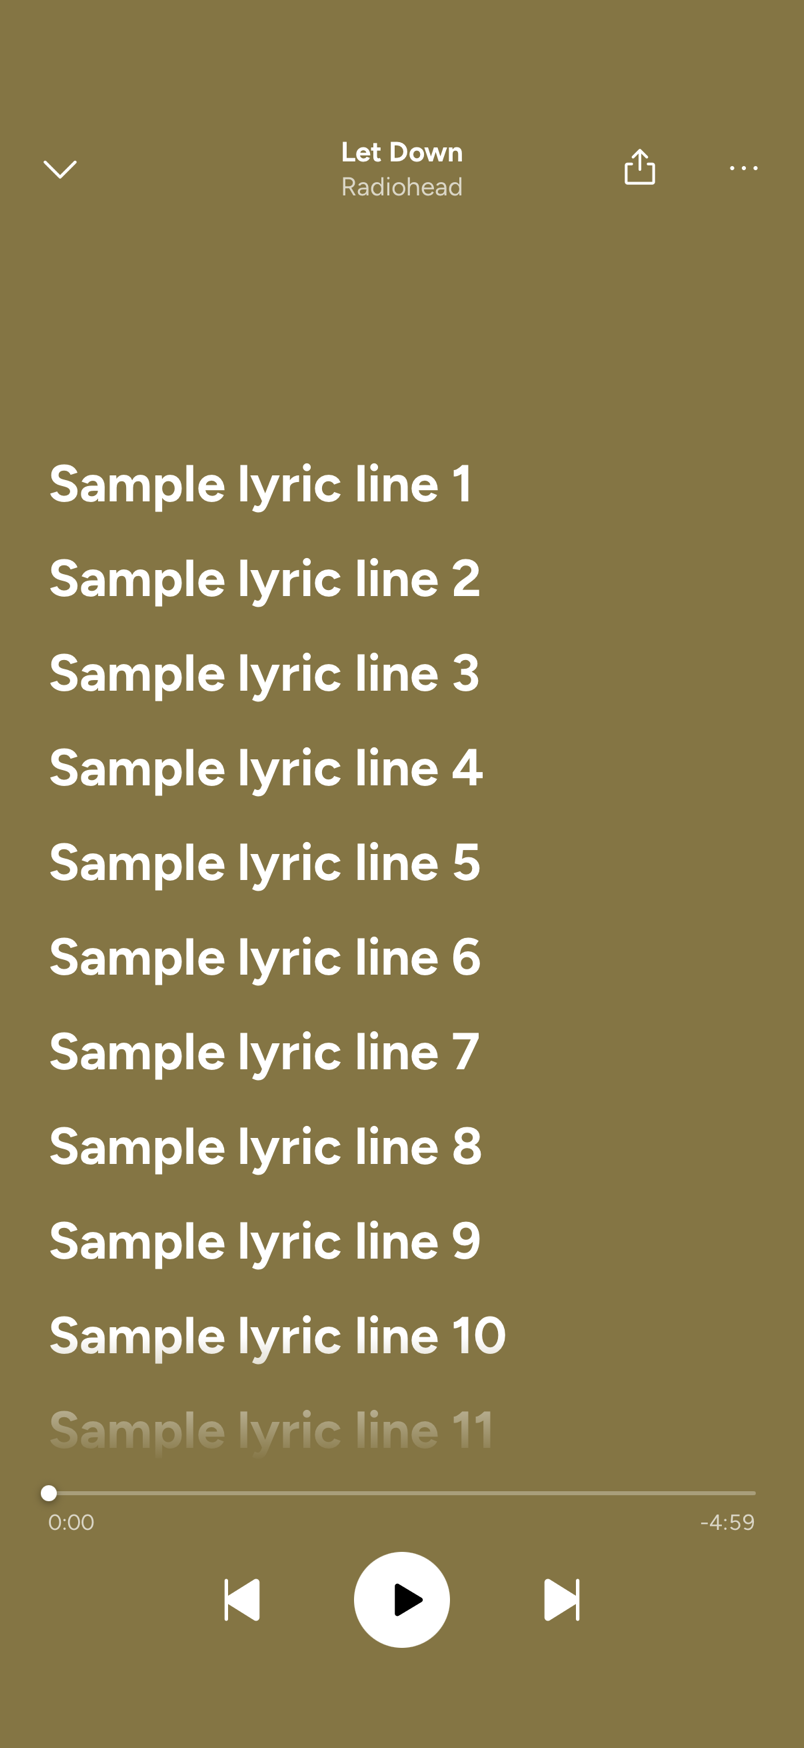 Let Down
Radiohead
Sample lyric line 1
Sample lyric line 2
Sample lyric line 3
Sample lyric line 4
Sample lyric line 5
Sample lyric line 6
Sample lyric line 7
Sample lyric line 8
Sample lyric line 9
Sample lyric line 10
Sample lyric line 11
0:00
-4:59